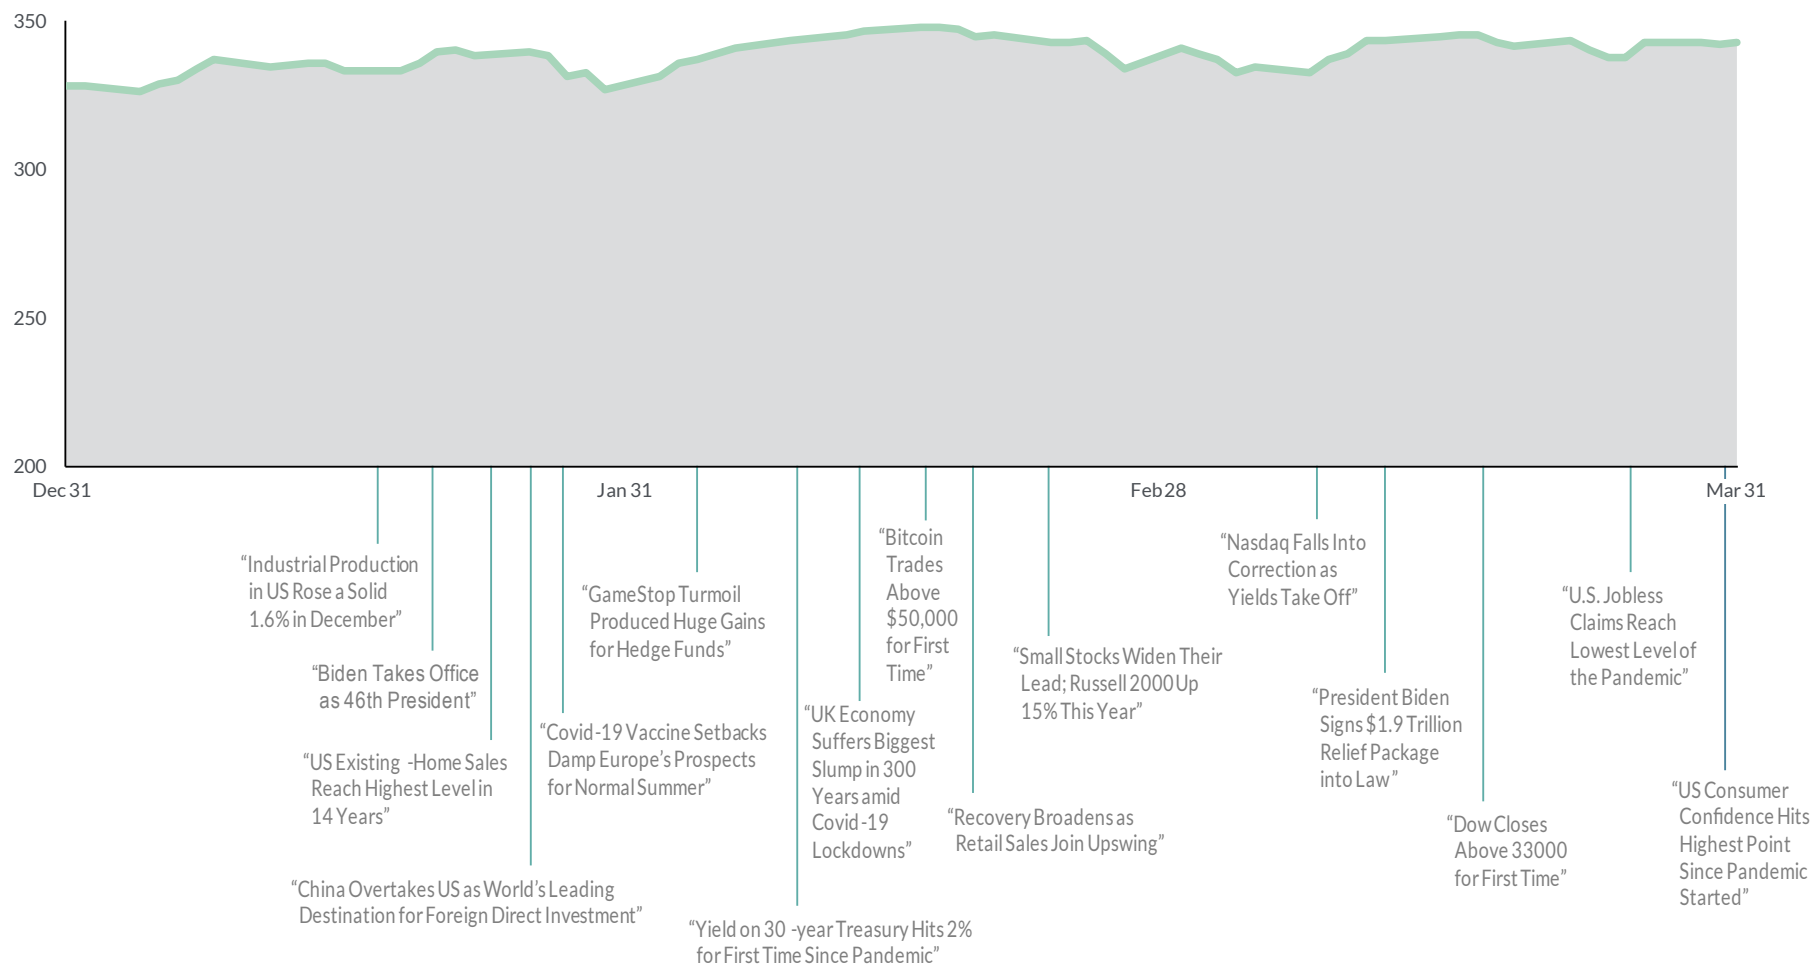 350
300
250
200
Dec 31
Jan 31
Feb 28
Mar 31
“Industrial Production
in US Rose a Solid
1.6% in December”
“Biden Takes Office
as 46th President”
“US Existing -Home Sales
Reach Highest Level in
14 Years”
“China Overtakes US as World’s Leading
Destination for Foreign Direct Investment”
“Covid-19 Vaccine Setbacks
Damp Europe’s Prospects
for Normal Summer”
“GameStop Turmoil
Produced Huge Gains
for Hedge Funds”
“Yield on 30 -year Treasury Hits 2%
for First Time Since Pandemic”
“UK Economy
Suffers Biggest
Slump in 300
Years amid
Covid-19
Lockdowns”
“Bitcoin
Trades
Above
$50,000
for First
Time”
“Recovery Broadens as
Retail Sales Join Upswing”
“Small Stocks Widen Their
Lead; Russell 2000 Up
15% This Year”
“Nasdaq Falls Into
Correction as
Yields Take Off”
“President Biden
Signs $1.9 Trillion
Relief Package
into Law”
“Dow Closes
Above 33000
for First Time”
“U.S. Jobless
Claims Reach
Lowest Level of
the Pandemic”
“US Consumer
Confidence Hits
Highest Point
Since Pandemic
Started”